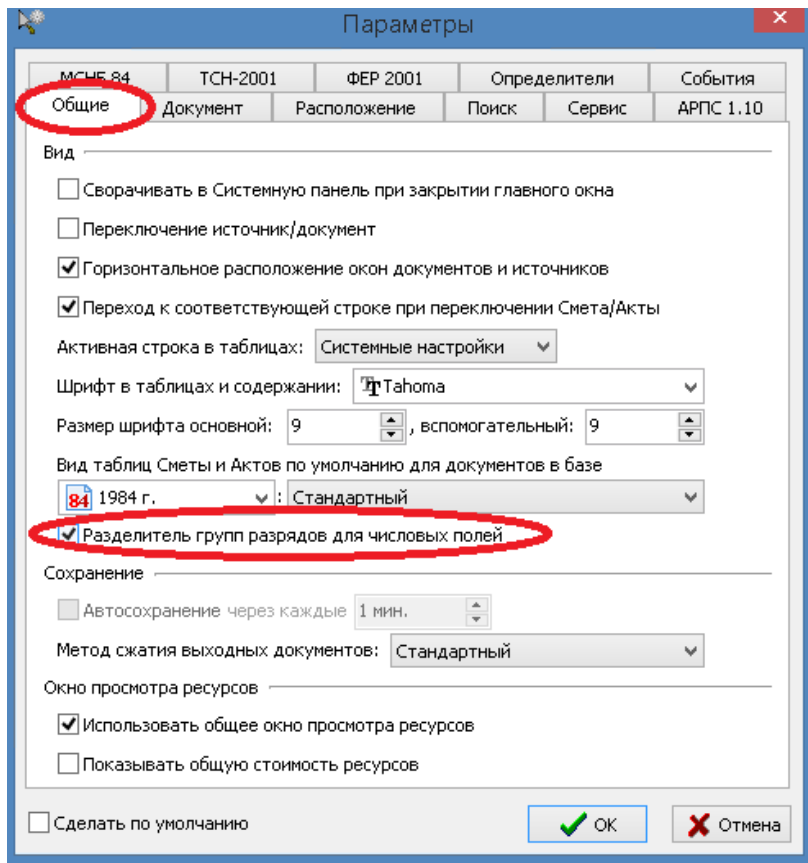 Параметры
МСНБ 84 ТСН-2001 ФЕР 2001 Определители События
Общие Документ Расположение Поиск Сервис АРПС 1.10
Вид
Сворачивать в Системную панель при закрытии главного окна
Переключение источник/документ
Горизонтальное расположение окон документов и источников
Переход к соответствующей строке при переключении Смета/Акты
Активная строка в таблицах: Системные настройки
Шрифт в таблицах и содержании: Tahoma
Размер шрифта основной: 9 , вспомогательный: 9
Вид таблиц Сметы и Актов по умолчанию для документов в базе
84 1984 г. : Стандартный
Разделитель групп разрядов для числовых полей
Сохранение
Автосохранение через каждые 1 мин.
Метод сжатия выходных документов: Стандартный
Окно просмотра ресурсов
Использовать общее окно просмотра ресурсов
Показывать общую стоимость ресурсов
Сделать по умолчанию ОК Отмена